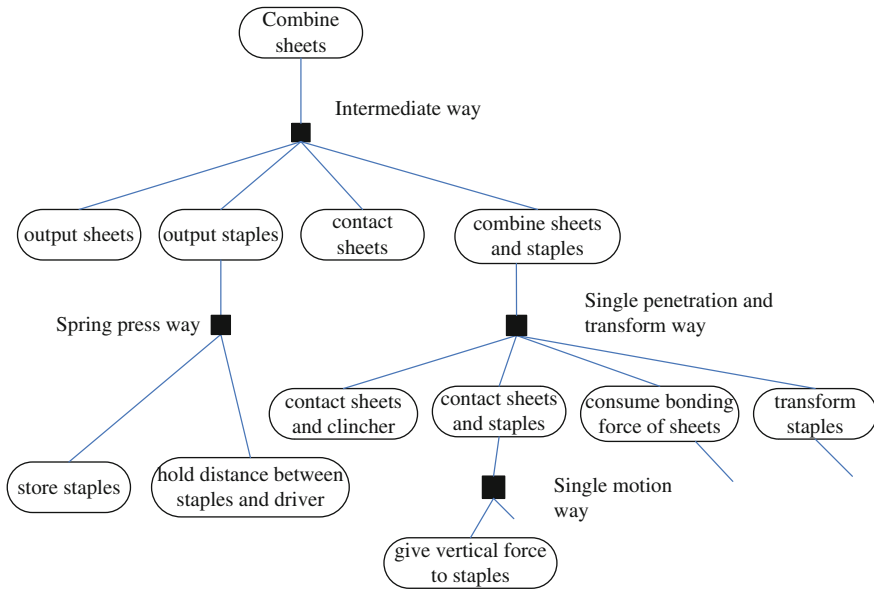 Combine
sheets
Intermediate way
output sheets
output staples
contact
sheets
combine sheets
and staples
Spring press way
Single penetration and
transform way
contact sheets
and clincher
contact sheets
and staples
consume bonding
force of sheets
transform
staples
store staples
hold distance between
staples and driver
Single motion
way
give vertical force
to staples